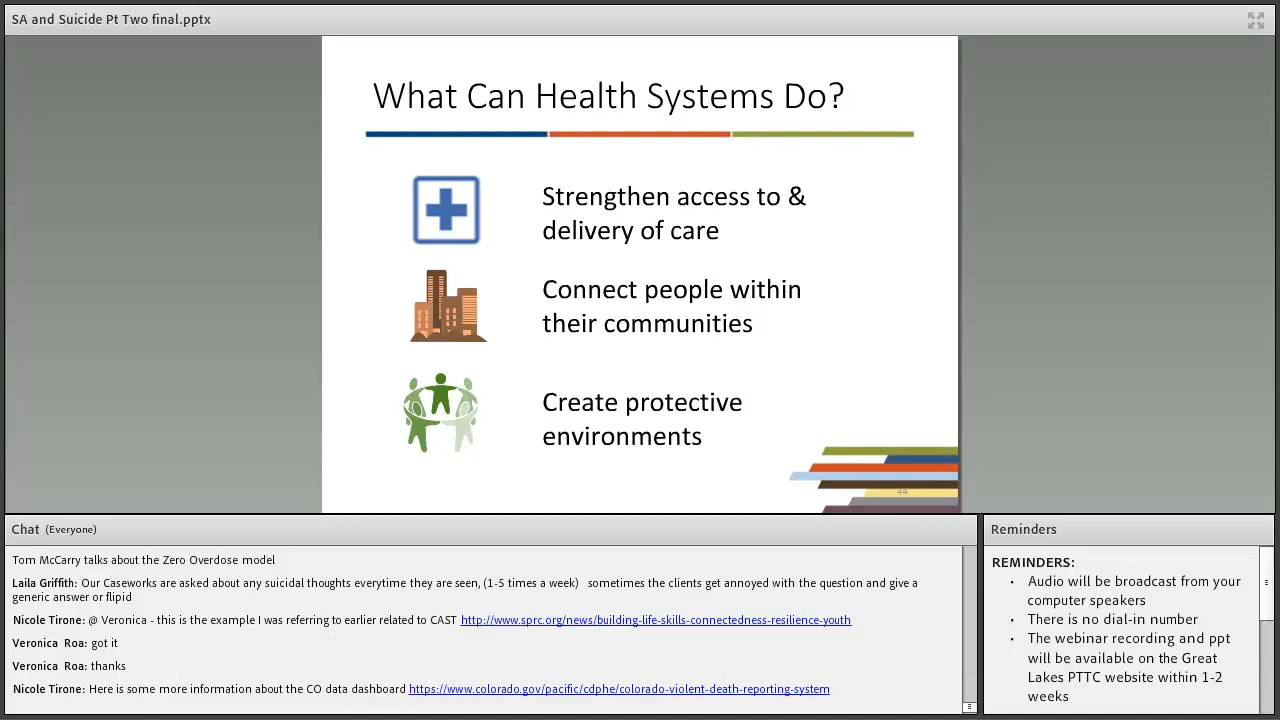 SA and Suicide Pt Two final.pptx
What Can Health Systems Do?
Strengthen access to &
delivery of care
Connect people within
their communities
Create protective
environments
44
Chat (Everyone)
Tom McCarry talks about the Zero Overdose model
Laila Griffith: Our Caseworks are asked about any suicidal thoughts everytime they are seen, (1-5 times a week) sometimes the clients get annoyed with the question and give a
generic answer or flipid
Nicole Tirone: @ Veronica - this is the example I was referring to earlier related to CAST http://www.sprc.org/news/building-life-skills-connectedness-resilience-youth
Veronica Roa: got it
Veronica Roa: thanks
Nicole Tirone: Here is some more information about the CO data dashboard https://www.colorado.gov/pacific/cdphe/colorado-violent-death-reporting-system
Reminders
REMINDERS:
• Audio will be broadcast from your
computer speakers
• There is no dial-in number
• The webinar recording and ppt
will be available on the Great
Lakes PTTC website within 1-2
weeks